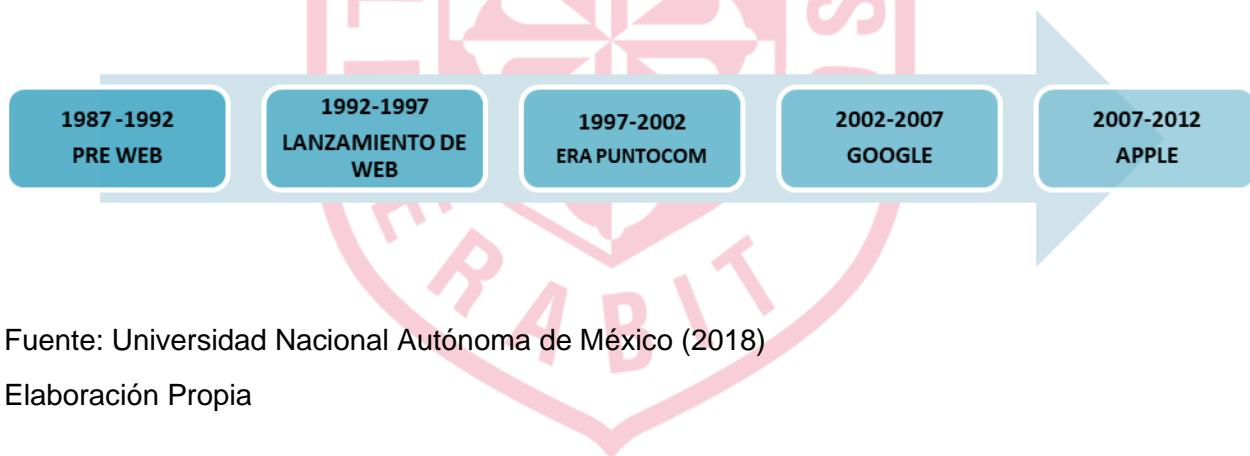 1987 -1992
PRE WEB
1992-1997
LANZAMIENTO DE
WEB
1997-2002
ERA PUNTOCOM
2002-2007
GOOGLE
2007-2012
APPLE
ERABIT
Fuente: Universidad Nacional Autónoma de México (2018)
Elaboración Propia